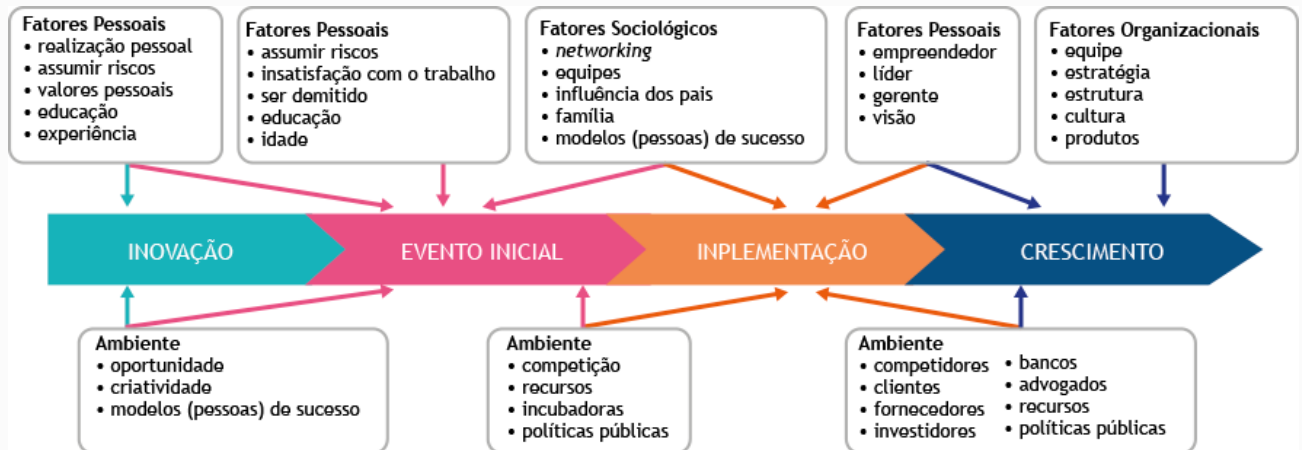 Fatores Pessoais
• realização pessoal
• assumir riscos
• valores pessoais
• educação
• experiência
Fatores Pessoais
• assumir riscos
• insatisfação com o trabalho
• ser demitido
• educação
• idade
Fatores Sociológicos
• networking
• equipes
• influência dos pais
• família
• modelos (pessoas) de sucesso
Fatores Pessoais
• empreendedor
• líder
• gerente
• visão
Fatores Organizacionais
• equipe
• estratégia
• estrutura
• cultura
• produtos
INOVAÇÃO
EVENTO INICIAL
INPLEMENTAÇÃO
CRESCIMENTO
Ambiente
• oportunidade
• criatividade
• modelos (pessoas) de sucesso
Ambiente
• competição
• recursos
• incubadoras
• políticas públicas
Ambiente
• competidores
• clientes
• fornecedores
• investidores
• bancos
• advogados
• recursos
• políticas públicas